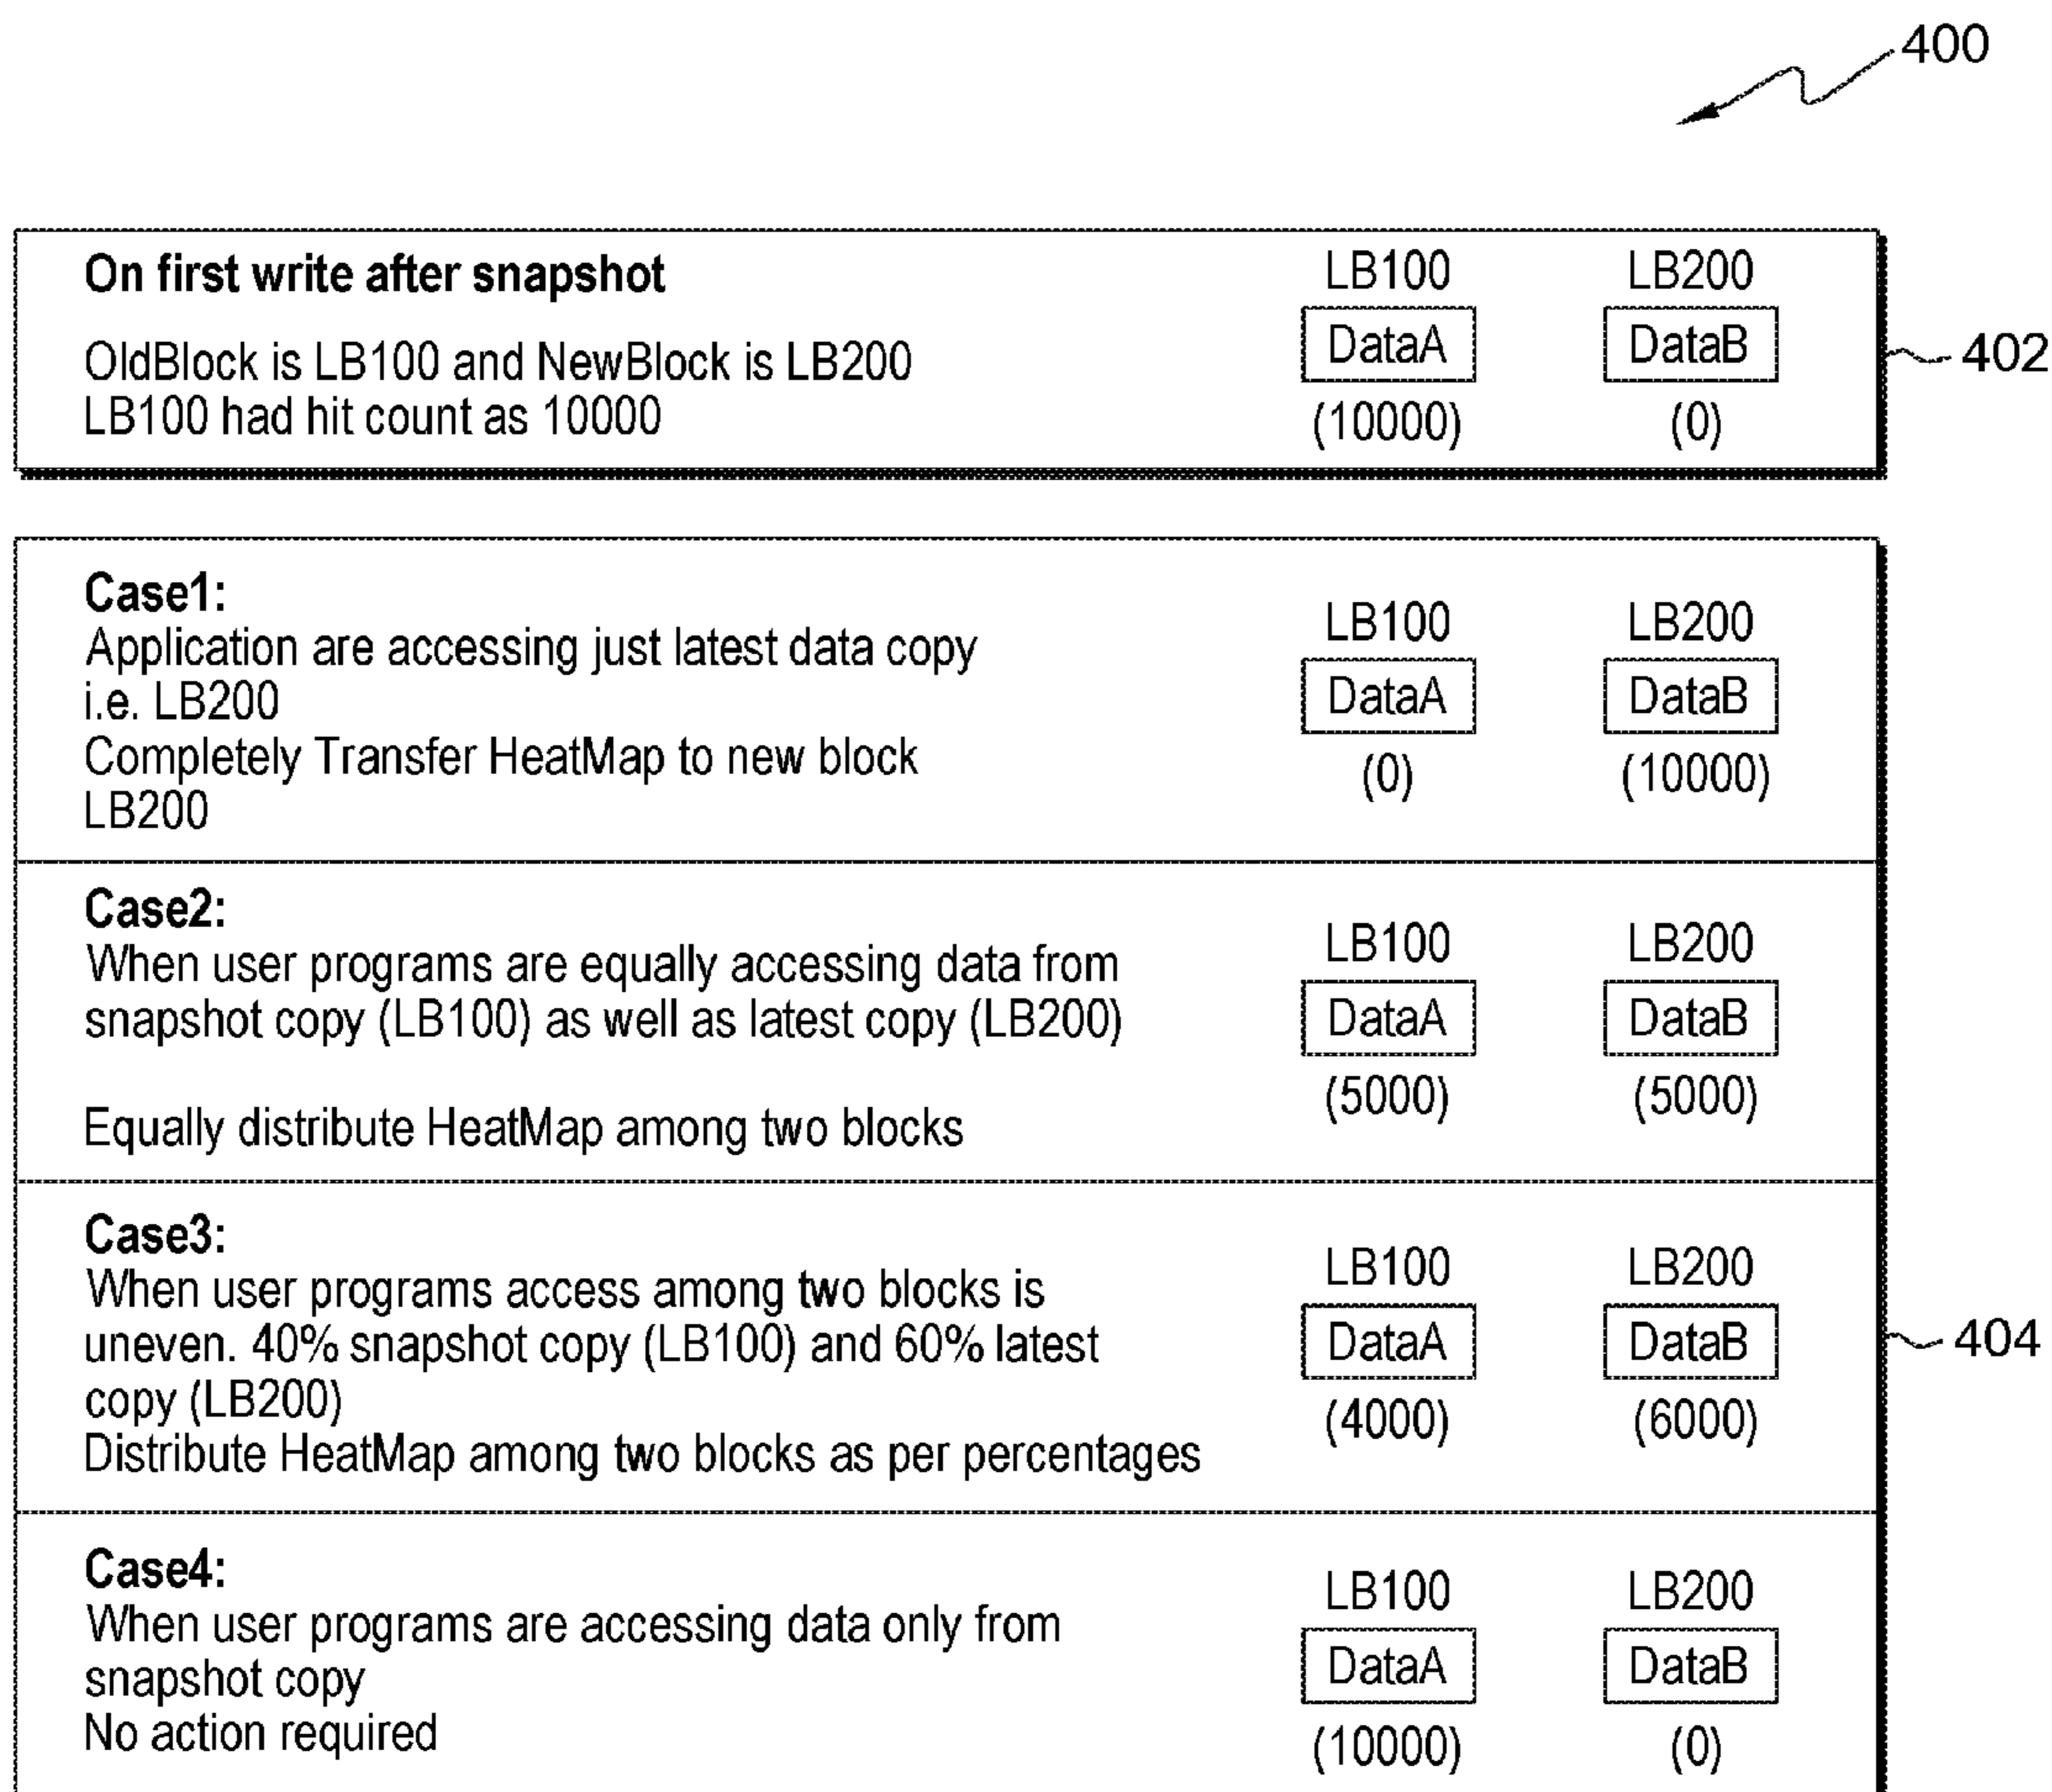 400
On first write after snapshot
LB100 LB200
OldBlock is LB100 and NewBlock is LB200
DataA DataB
402
LB100 had hit count as 10000
(10000) (0)
Case1:
Application are accessing just latest data copy
i.e. LB200
Completely Transfer HeatMap to new block
LB200
LB100 LB200
DataA DataB
(0) (10000)
Case2:
When user programs are equally accessing data from
snapshot copy (LB100) as well as latest copy (LB200)
Equally distribute HeatMap among two blocks
LB100 LB200
DataA DataB
(5000) (5000)
Case3:
When user programs access among two blocks is
uneven. 40% snapshot copy (LB100) and 60% latest
copy (LB200)
Distribute HeatMap among two blocks as per percentages
LB100 LB200
DataA DataB
(4000) (6000)
404
Case4:
When user programs are accessing data only from
snapshot copy
No action required
LB100 LB200
DataA DataB
(10000) (0)